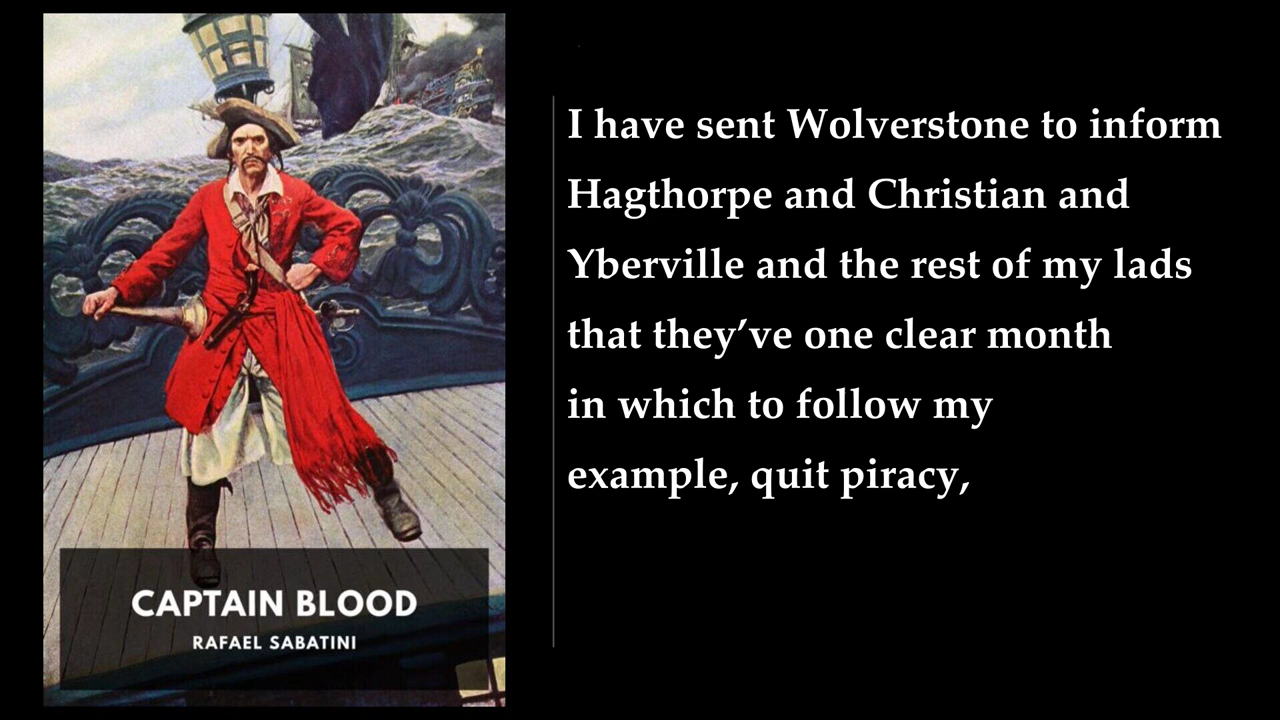 I have sent Wolverstone to inform
Hagthorpe and Christian and
Yberville and the rest of my lads
that they’ve one clear month
in which to follow my
example, quit piracy,
CAPTAIN BLOOD
RAFAEL SABATINI